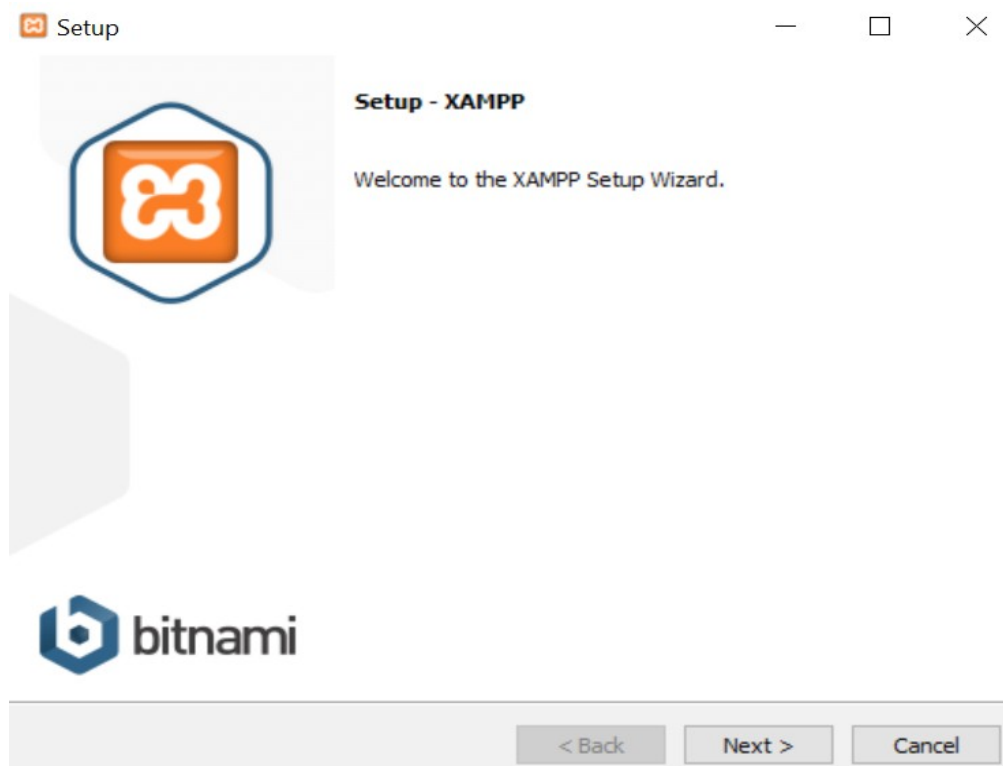 Setup
Setup - XAMPP
Welcome to the XAMPP Setup Wizard.
bitnami
< Back Next > Cancel